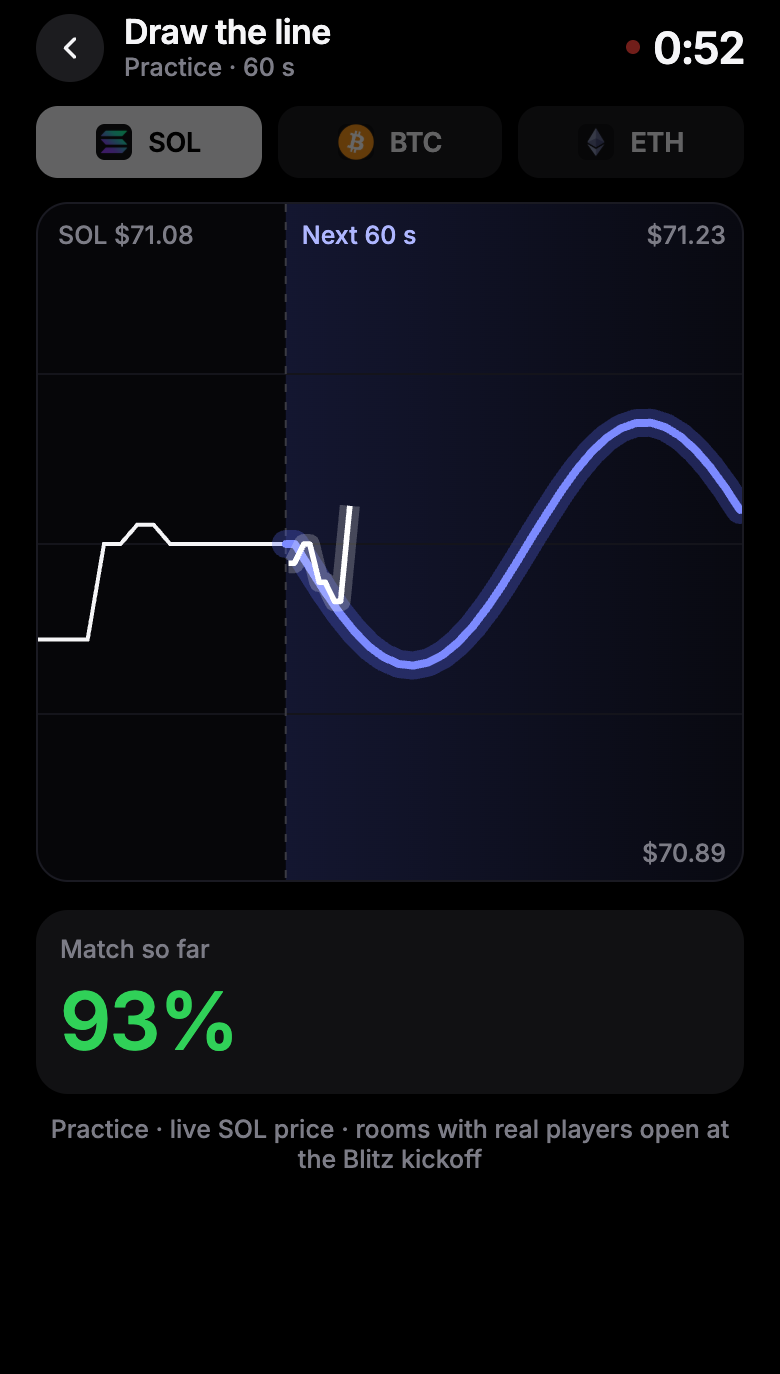 Draw the line
Practice · 60 s
0:52
SOL
BTC
ETH
SOL $71.08
Next 60 s
$71.23
$70.89
Match so far
93%
Practice · live SOL price · rooms with real players open at
the Blitz kickoff